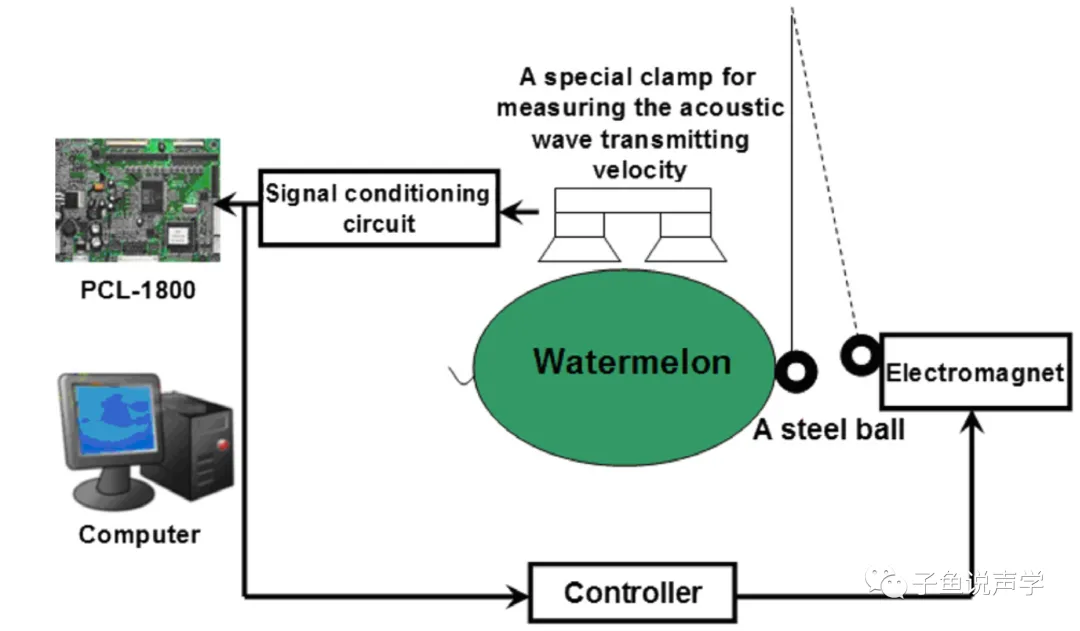 A special clamp for
measuring the acoustic
wave transmitting
velocity
Signal conditioning
circuit
PCL-1800
Watermelon
Electromagnet
A steel ball
Computer
Controller
子鱼说声学